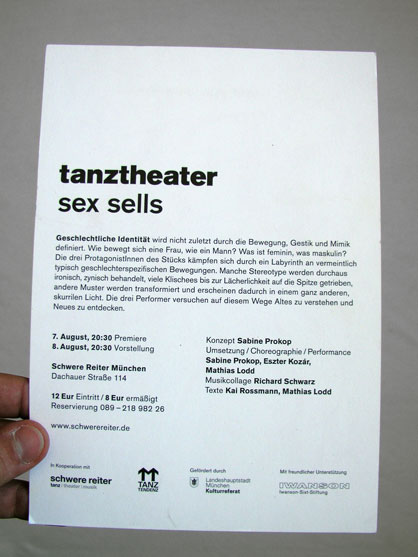 tanztheater
sex sells
Geschlechtliche Identität wird nicht zuletzt durch die Bewegung, Gestik und Mimik
definiert. Wie bewegt sich eine Frau, wie ein Mann? Was ist feminin, was maskulin?
Die drei ProtagonistInnen des Stücks kämpfen sich durch ein Labyrinth an vermeintlich
typisch geschlechterspezifischen Bewegungen. Manche Stereotype werden durchaus
ironisch, zynisch behandelt, viele Klischees bis zur Lächerlichkeit auf die Spitze getrieben,
andere Muster werden transformiert und erscheinen dadurch in einem ganz anderen,
skurrilen Licht. Die drei Performer versuchen auf diesem Wege Altes zu verstehen und
Neues zu entdecken.
7. August, 20:30 Premiere
8. August, 20:30 Vorstellung
Schwere Reiter München
Dachauer Straße 114
12 Eur Eintritt / 8 Eur ermäßigt
Reservierung 089 – 218 982 26
www.schwerereiter.de
Konzept Sabine Prokop
Umsetzung / Choreographie / Performance
Sabine Prokop, Eszter Kozár,
Mathias Lodd
Musikcollage Richard Schwarz
Texte Kai Rossmann, Mathias Lodd
In Kooperation mit
schwere reiter
tanz | theater | musik
TANZ
TENDENZ
Gefördert durch
Landeshauptstadt
München
Kulturreferat
Mit freundlicher Unterstützung
IWANSON
Iwanson-Sixt-Stiftung